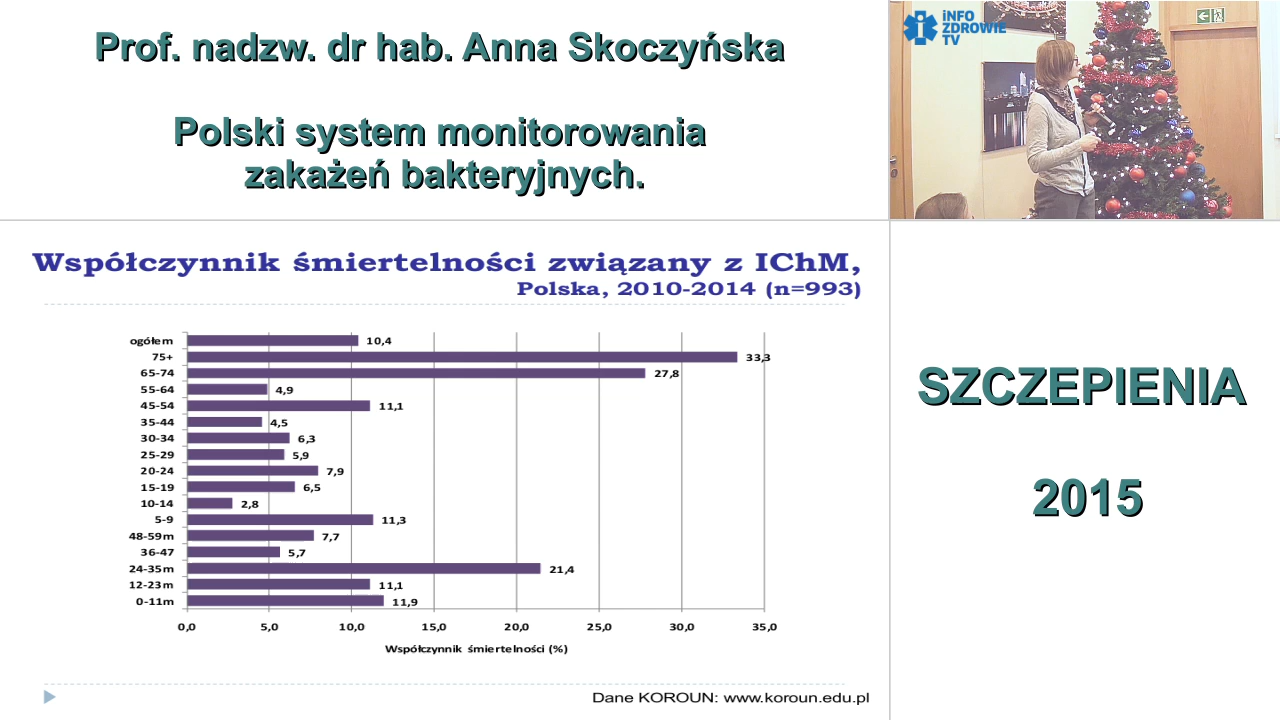 Prof. nadzw. dr hab. Anna Skoczyńska
Polski system monitorowania
zakażeń bakteryjnych.
iNFO
ZDROWIE
TV
Współczynnik śmiertelności związany z IChM,
Polska, 2010-2014 (n=993)
ogółem 10,4
75+ 33,3
65-74 27,8
55-64 4,9
45-54 11,1
35-44 4,5
30-34 6,3
25-29 5,9
20-24 7,9
15-19 6,5
10-14 2,8
5-9 11,3
48-59m 7,7
36-47 5,7
24-35m 21,4
12-23m 11,1
0-11m 11,9
0,0 5,0 10,0 15,0 20,0 25,0 30,0 35,0
Współczynnik śmiertelności (%)
Dane KOROUN: www.koroun.edu.pl
SZCZEPIENIA
2015